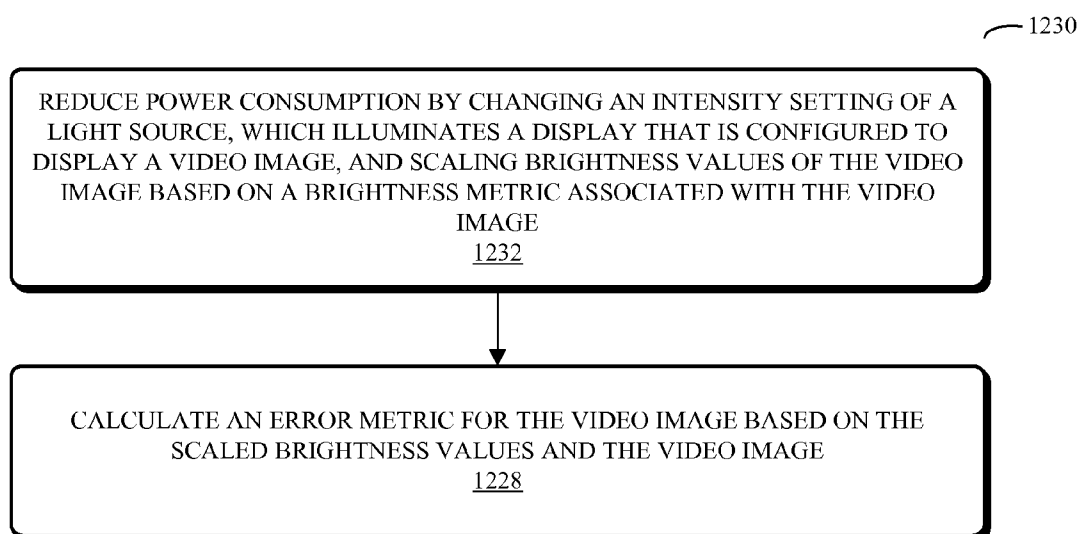 1230
REDUCE POWER CONSUMPTION BY CHANGING AN INTENSITY SETTING OF A
LIGHT SOURCE, WHICH ILLUMINATES A DISPLAY THAT IS CONFIGURED TO
DISPLAY A VIDEO IMAGE, AND SCALING BRIGHTNESS VALUES OF THE VIDEO
IMAGE BASED ON A BRIGHTNESS METRIC ASSOCIATED WITH THE VIDEO
IMAGE
1232
CALCULATE AN ERROR METRIC FOR THE VIDEO IMAGE BASED ON THE
SCALED BRIGHTNESS VALUES AND THE VIDEO IMAGE
1228